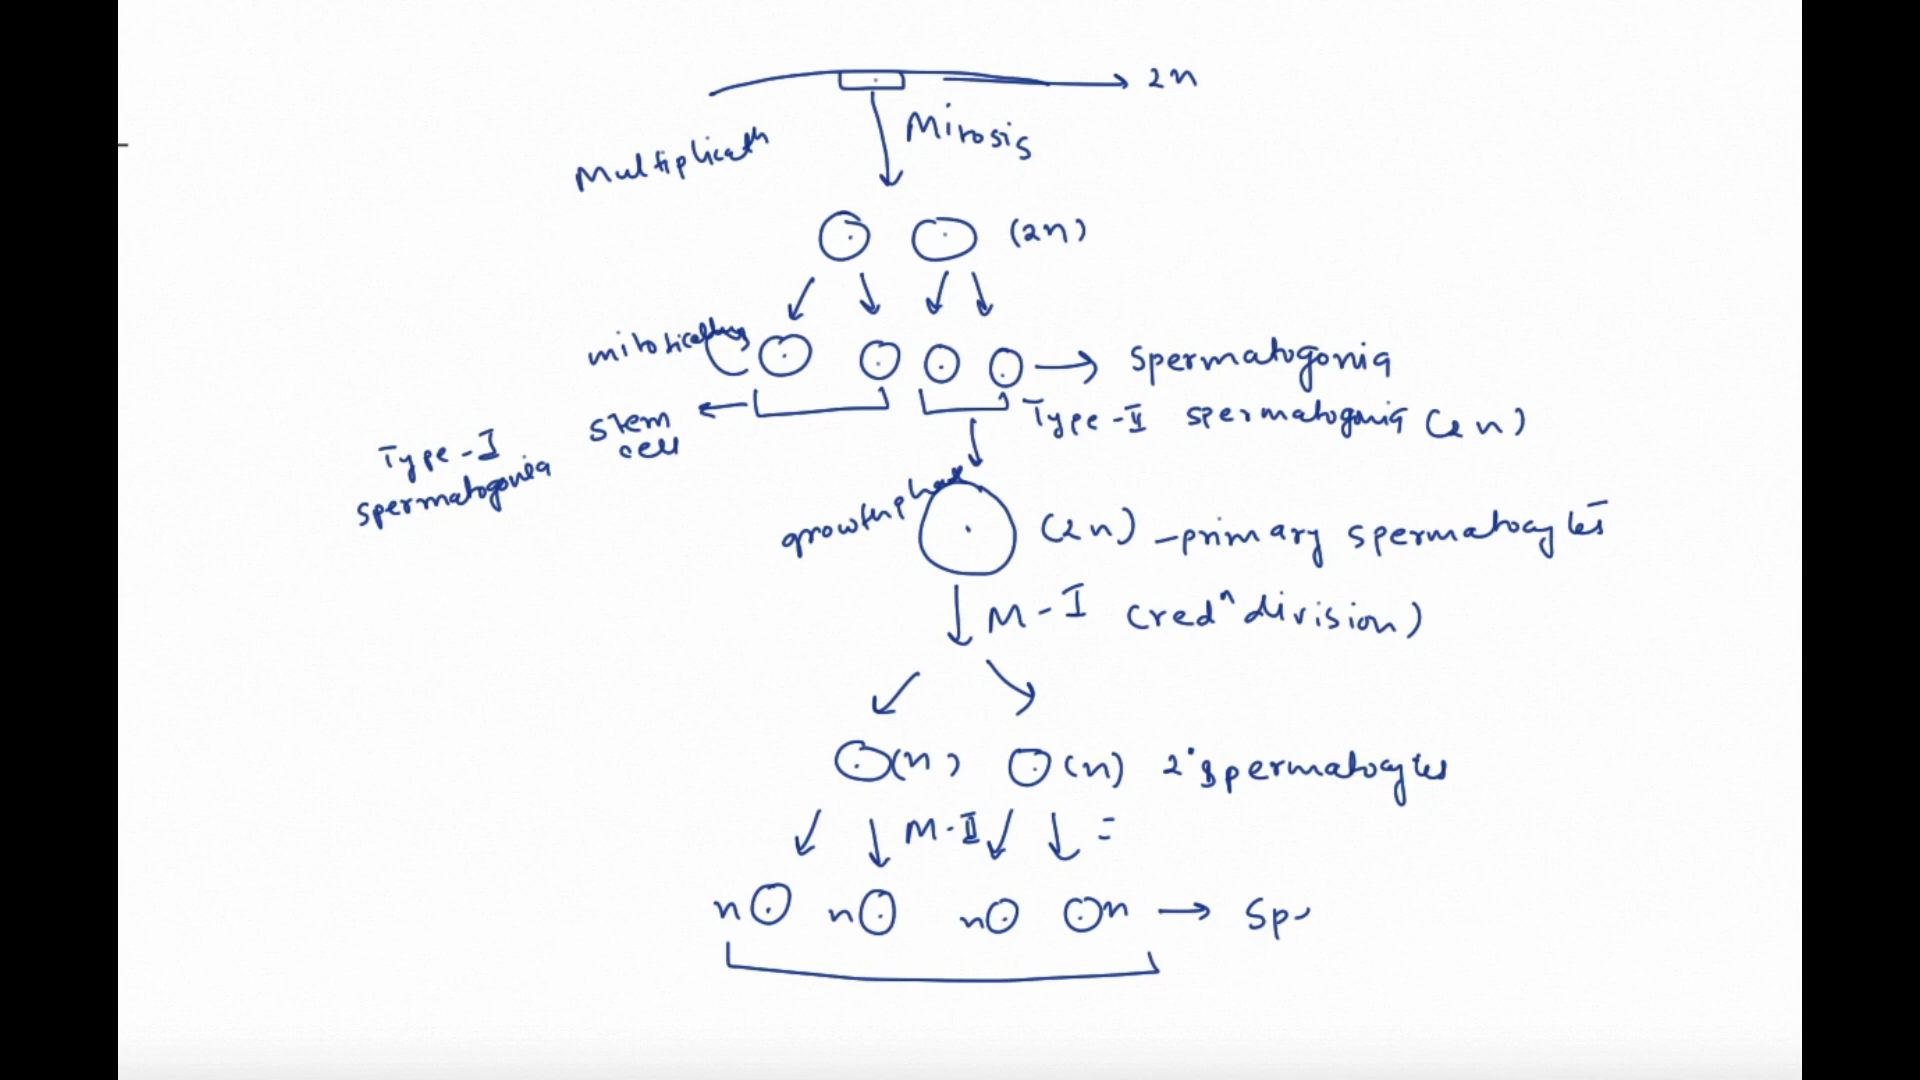 2n
Mitosis
Multiplicatn
(2n)
mitotically
Spermatogonia
Type-II spermatogonia (2n)
stem
cell
Type-I
spermatogonia
growth phase
(2n) - primary spermatocytes
M-I (redn division)
(n) (n) 2° spermatocytes
M-II =
n n n n → Sp